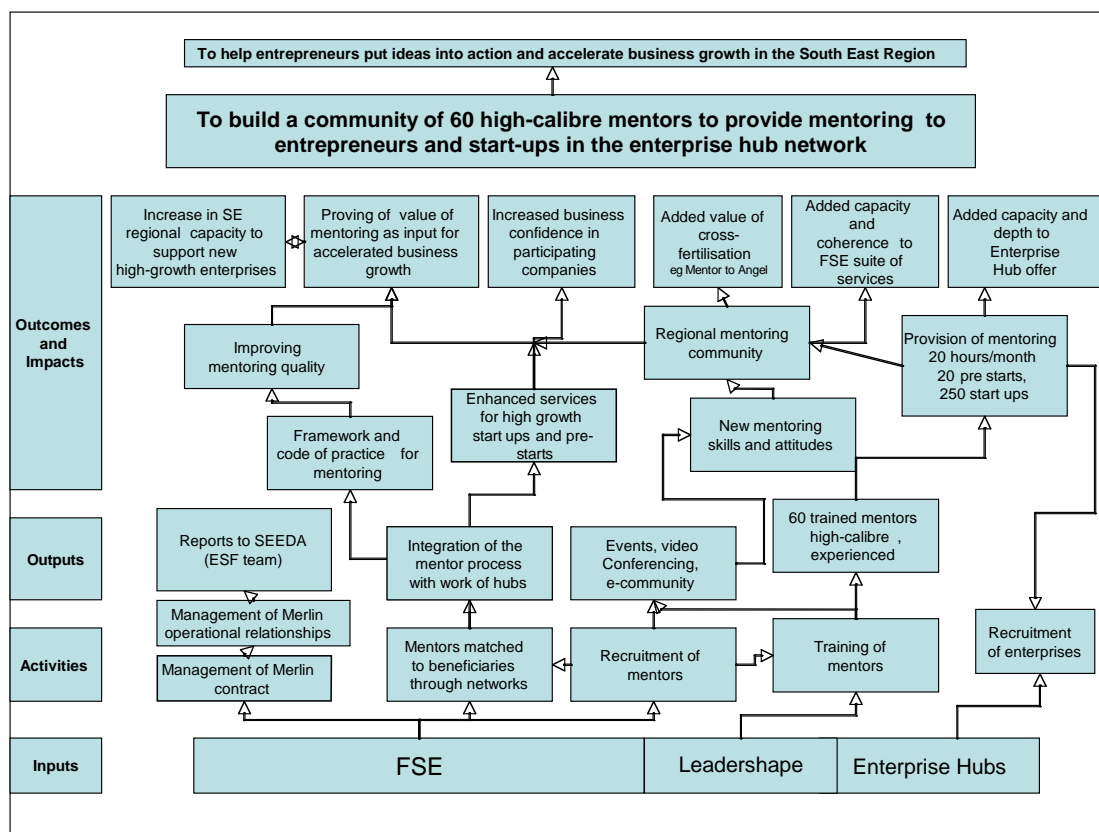 To help entrepreneurs put ideas into action and accelerate business growth in the South East Region
To build a community of 60 high-calibre mentors to provide mentoring to
entrepreneurs and start-ups in the enterprise hub network
Outcomes
and
Impacts
Increase in SE
regional capacity to
support new
high-growth enterprises
Proving of value of
mentoring as input for
accelerated business
growth
Increased business
confidence in
participating
companies
Added value of
cross-
fertilisation
eg Mentor to Angel
Added capacity
and
coherence to
FSE suite of
services
Added capacity and
depth to
Enterprise
Hub offer
Improving
mentoring quality
Regional mentoring
community
Provision of mentoring
20 hours/month
20 pre starts,
250 start ups
Framework and
code of practice for
mentoring
Enhanced services
for high growth
start ups and pre-
starts
New mentoring
skills and attitudes
Outputs
Reports to SEEDA
(ESF team)
Integration of the
mentor process
with work of hubs
Events, video
Conferencing,
e-community
60 trained mentors
high-calibre ,
experienced
Activities
Management of Merlin
operational relationships
Management of Merlin
contract
Mentors matched
to beneficiaries
through networks
Recruitment of
mentors
Training of
mentors
Recruitment
of enterprises
Inputs
FSE
Leadershape
Enterprise Hubs